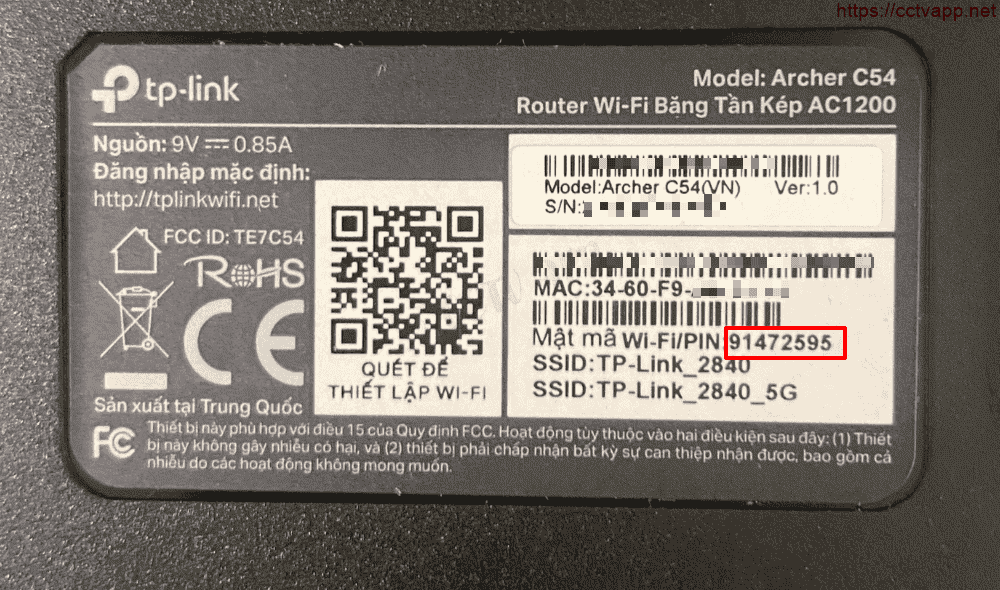 https://cctvapp.net
tp-link
Model: Archer C54
Router Wi-Fi Băng Tần Kép AC1200
Nguồn: 9V 0.85A
Đăng nhập mặc định:
http://tplinkwifi.net
FCC ID: TE7C54
RoHS
CE
QUÉT ĐỂ
THIẾT LẬP WI-FI
Sản xuất tại Trung Quốc
Model:Archer C54(VN) Ver:1.0
S/N:
MAC:34-60-F9-
Mật mã Wi-Fi/PIN:91472595
SSID:TP-Link_2840
SSID:TP-Link_2840_5G
FC
Thiết bị này phù hợp với điều 15 của Quy định FCC. Hoạt động tùy thuộc vào hai điều kiện sau đây: (1) Thiết
bị này không gây nhiễu có hại, và (2) thiết bị phải chấp nhận bất kỳ sự can thiệp nhận được, bao gồm cả
nhiễu do các hoạt động không mong muốn.